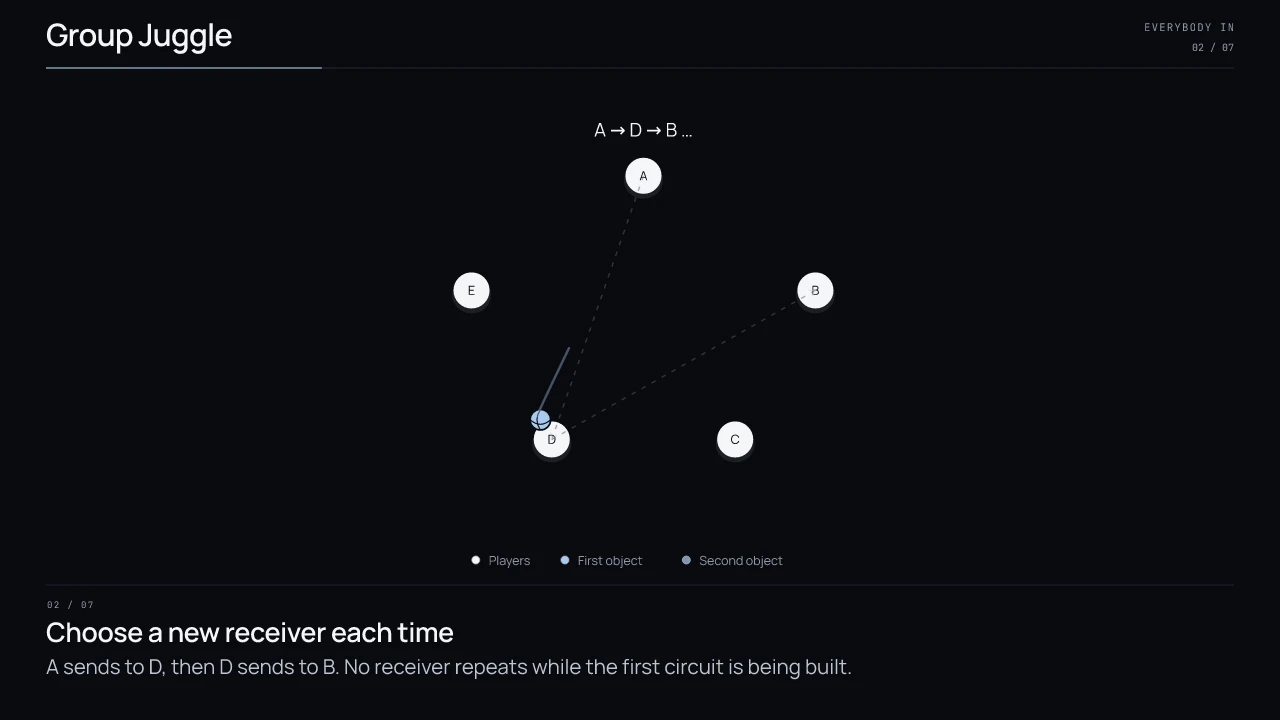 Group Juggle
EVERYBODY IN
02 / 07
A → D → B ...
A
E
B
D
C
Players
First object
Second object
02 / 07
Choose a new receiver each time
A sends to D, then D sends to B. No receiver repeats while the first circuit is being built.